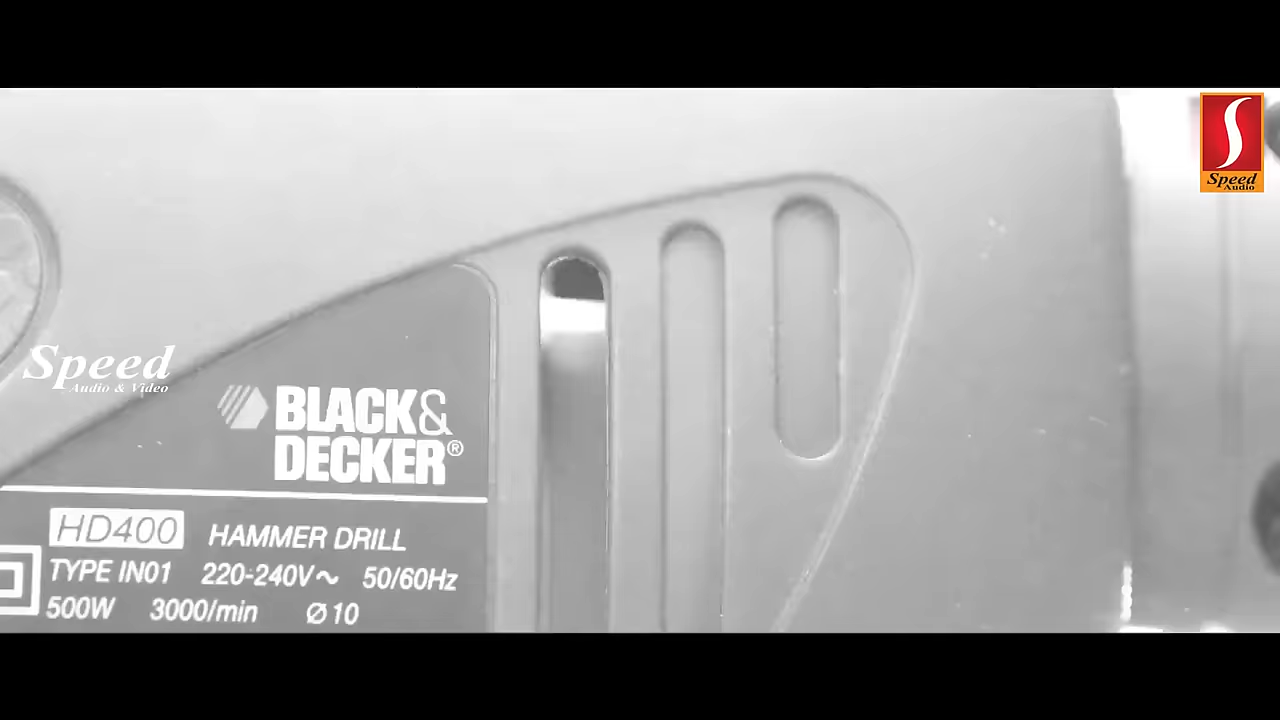 S
Speed
Audio
Speed
Audio & Video
BLACK&
DECKER®
HD400 HAMMER DRILL
TYPE IN01 220-240V~ 50/60Hz
500W 3000/min Ø 10